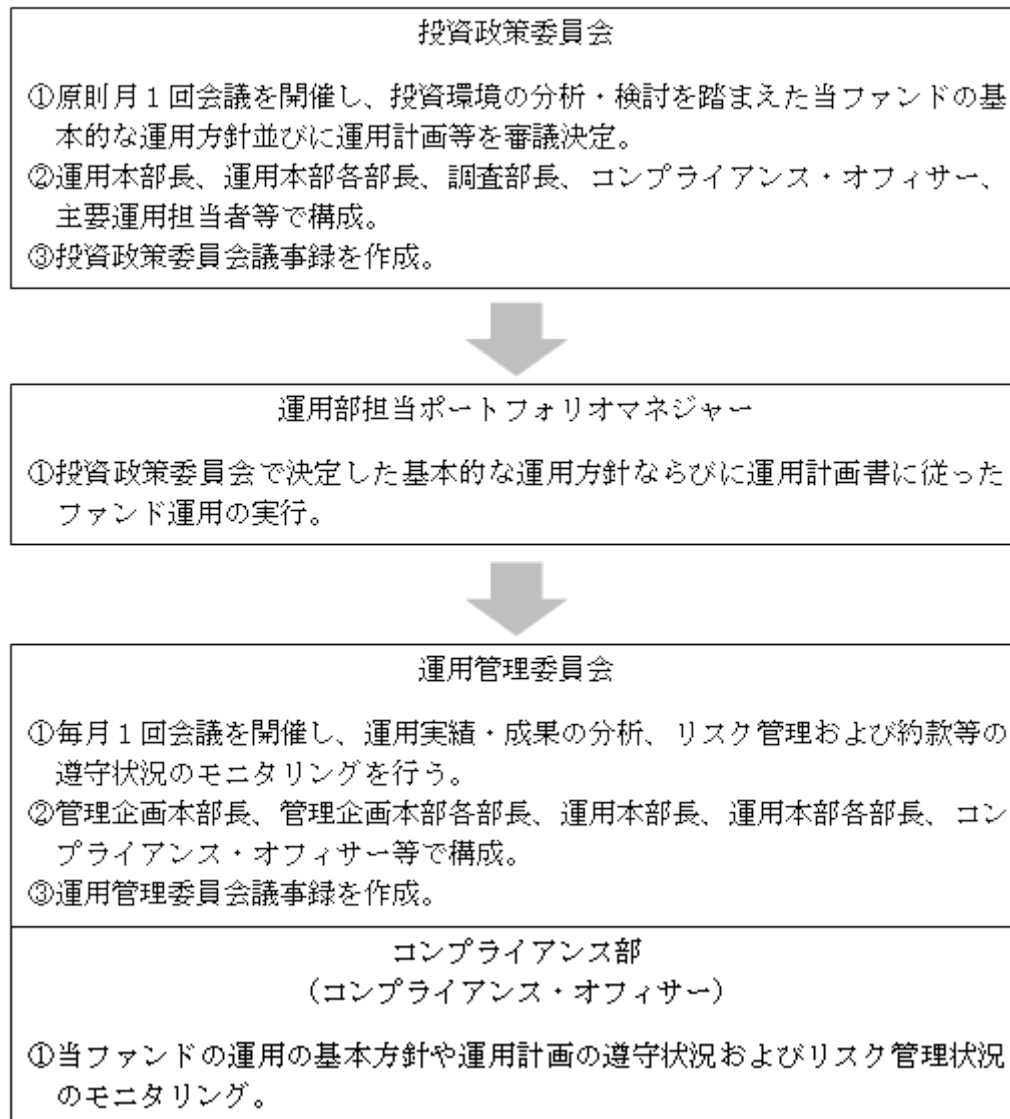 投資政策委員会
①原則月１回会議を開催し、投資環境の分析・検討を踏まえた当ファンドの基
本的な運用方針並びに運用計画等を審議決定。
②運用本部長、運用本部各部長、調査部長、コンプライアンス・オフィサー、
主要運用担当者等で構成。
③投資政策委員会議事録を作成。
運用部担当ポートフォリオマネジャー
①投資政策委員会で決定した基本的な運用方針ならびに運用計画書に従った
ファンド運用の実行。
運用管理委員会
①毎月１回会議を開催し、運用実績・成果の分析、リスク管理および約款等の
遵守状況のモニタリングを行う。
②管理企画本部長、管理企画本部各部長、運用本部長、運用本部各部長、コン
プライアンス・オフィサー等で構成。
③運用管理委員会議事録を作成。
コンプライアンス部
（コンプライアンス・オフィサー）
①当ファンドの運用の基本方針や運用計画の遵守状況およびリスク管理状況
のモニタリング。